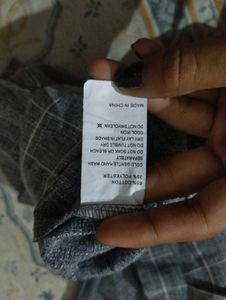 65% COTTON
35% POLYESTER
COLD GENTLE HAND WASH
SEPARATELY
DO NOT SOAK OR BLEACH
DO NOT TUMBLE DRY
DRY LAY FLAT IN SHADE
COOL IRON
DO NOT DRYCLEAN
MADE IN CHINA